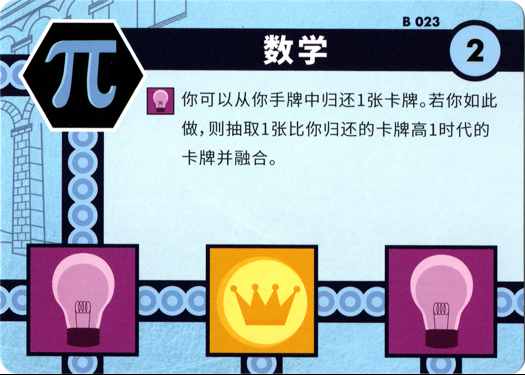 B 023
π
数学
2
你可以从你手牌中归还1张卡牌。若你如此
做,则抽取1张比你归还的卡牌高1时代的
卡牌并融合。